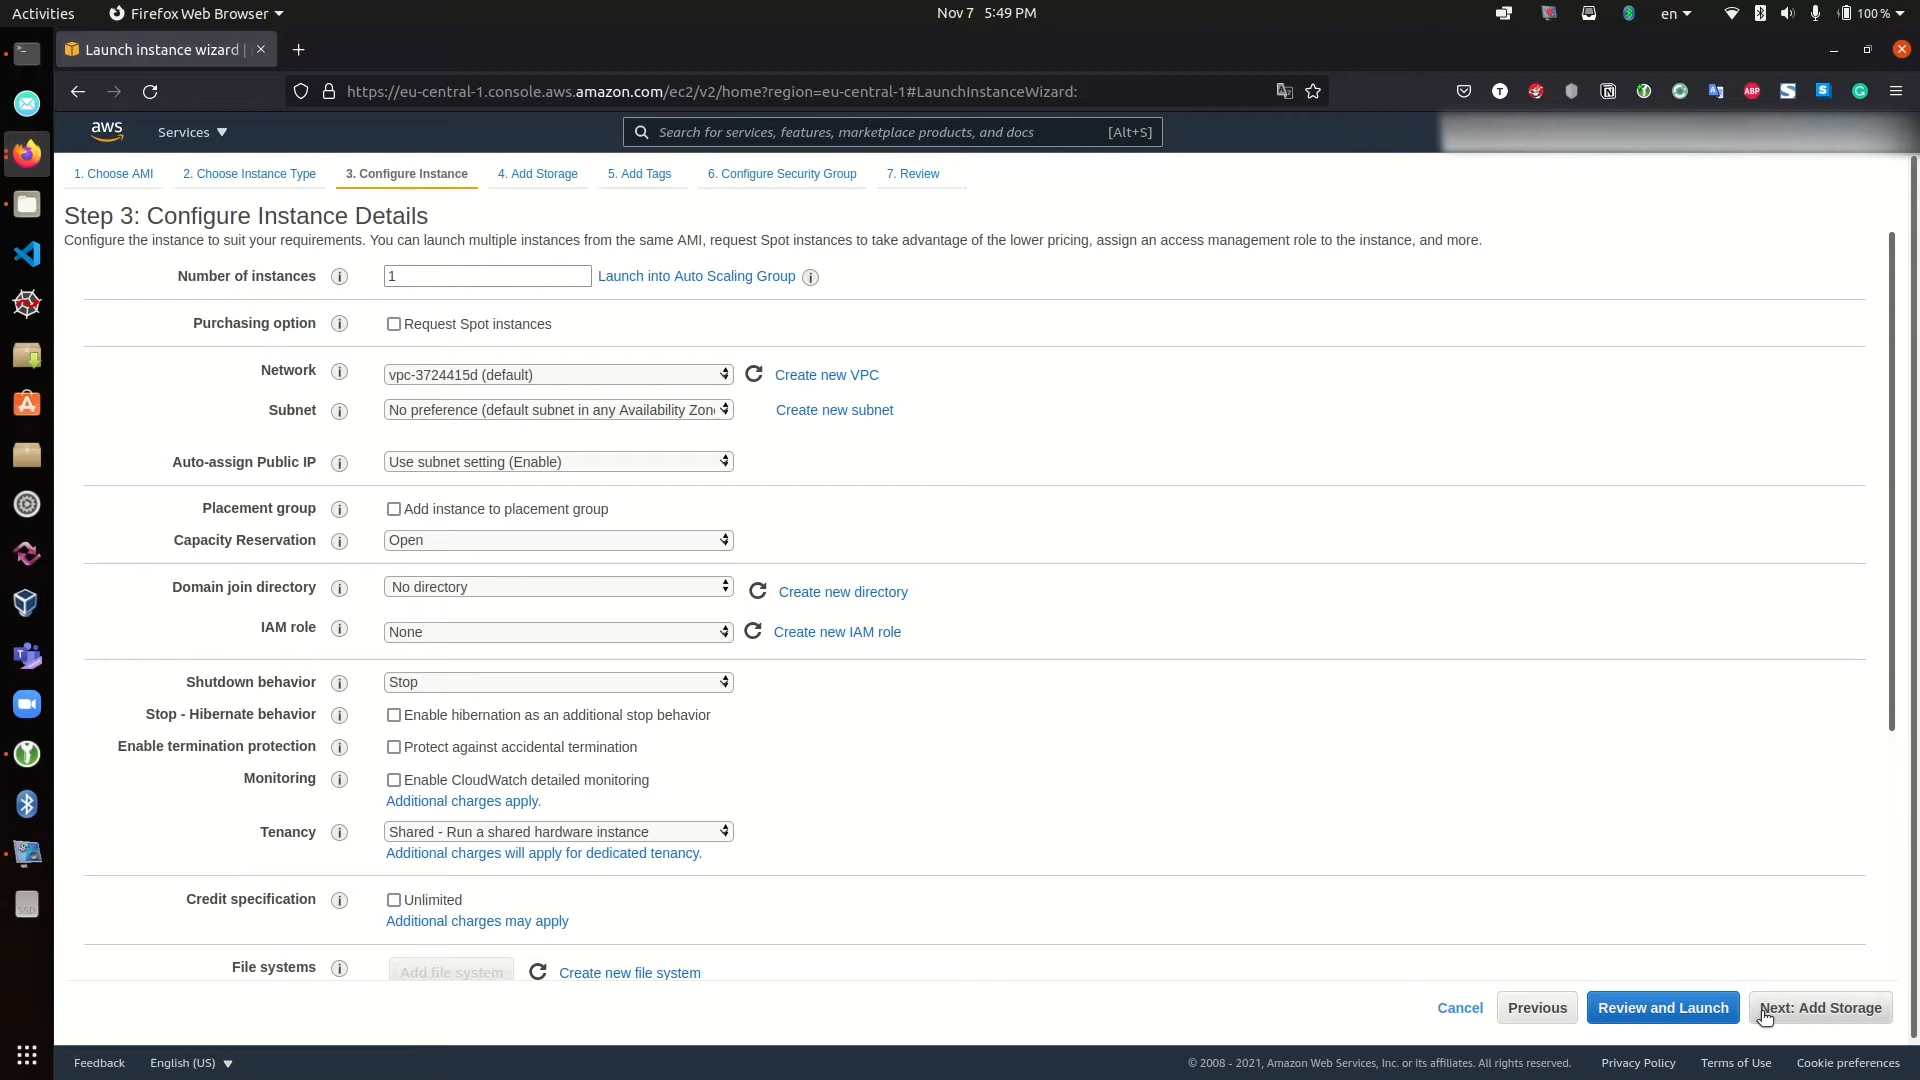 Activities
Firefox Web Browser
Nov 7 5:49 PM
en
100 %
Launch instance wizard |
https://eu-central-1.console.aws.amazon.com/ec2/v2/home?region=eu-central-1#LaunchInstanceWizard:
ABP
aws
Services
Search for services, features, marketplace products, and docs
[Alt+S]
1. Choose AMI
2. Choose Instance Type
3. Configure Instance
4. Add Storage
5. Add Tags
6. Configure Security Group
7. Review
Step 3: Configure Instance Details
Configure the instance to suit your requirements. You can launch multiple instances from the same AMI, request Spot instances to take advantage of the lower pricing, assign an access management role to the instance, and more.
Number of instances
1
Launch into Auto Scaling Group
Purchasing option
Request Spot instances
Network
vpc-3724415d (default)
Create new VPC
Subnet
No preference (default subnet in any Availability Zone
Create new subnet
Auto-assign Public IP
Use subnet setting (Enable)
Placement group
Add instance to placement group
Capacity Reservation
Open
Domain join directory
No directory
Create new directory
IAM role
None
Create new IAM role
Shutdown behavior
Stop
Stop - Hibernate behavior
Enable hibernation as an additional stop behavior
Enable termination protection
Protect against accidental termination
Monitoring
Enable CloudWatch detailed monitoring
Additional charges apply.
Tenancy
Shared - Run a shared hardware instance
Additional charges will apply for dedicated tenancy.
Credit specification
Unlimited
Additional charges may apply
File systems
Add file system
Create new file system
Cancel
Previous
Review and Launch
Next: Add Storage
SSD
Feedback
English (US)
© 2008 - 2021, Amazon Web Services, Inc. or its affiliates. All rights reserved.
Privacy Policy
Terms of Use
Cookie preferences